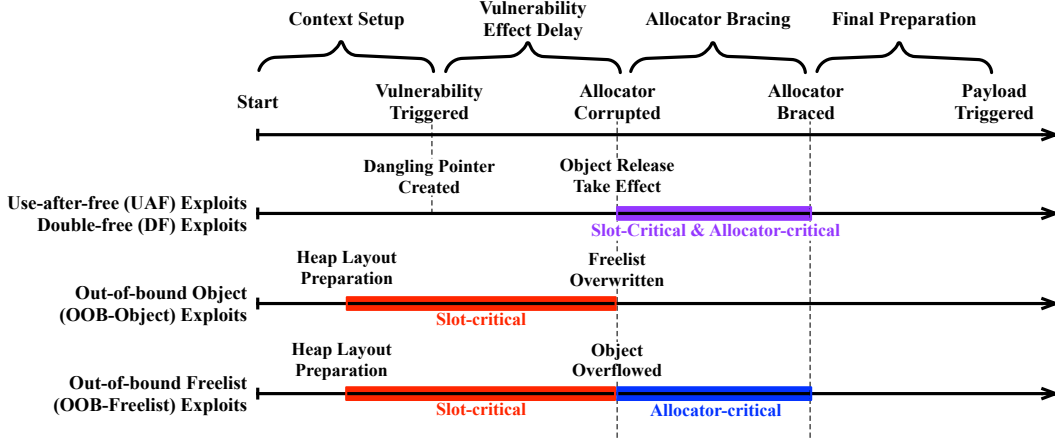 Context Setup
Vulnerability
Effect Delay
Allocator Bracing
Final Preparation
Start
Vulnerability
Triggered
Allocator
Corrupted
Allocator
Braced
Payload
Triggered
Dangling Pointer
Created
Object Release
Take Effect
Use-after-free (UAF) Exploits
Double-free (DF) Exploits
Slot-Critical & Allocator-critical
Heap Layout
Preparation
Freelist
Overwritten
Out-of-bound Object
(OOB-Object) Exploits
Slot-critical
Heap Layout
Preparation
Object
Overflowed
Out-of-bound Freelist
(OOB-Freelist) Exploits
Slot-critical
Allocator-critical